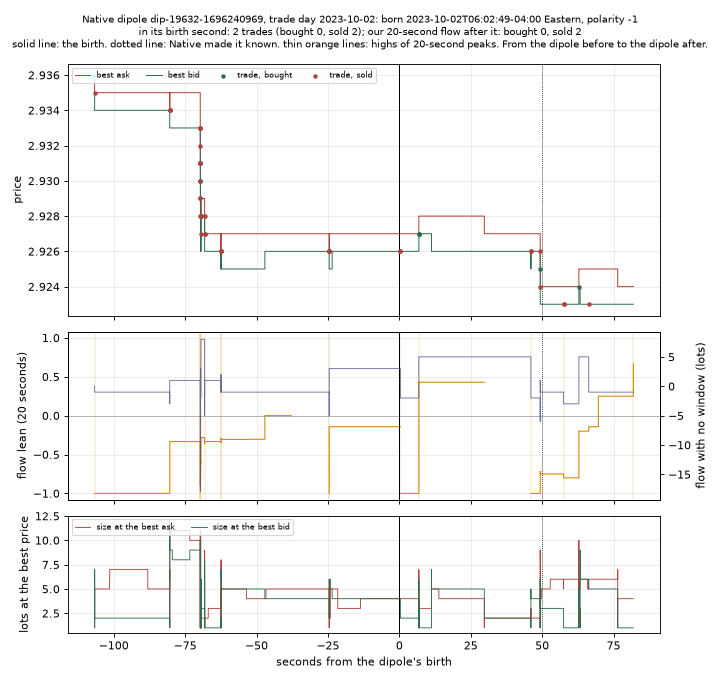 Native dipole dip-19632-1696240969, trade day 2023-10-02: born 2023-10-02T06:02:49-04:00 Eastern, polarity -1
in its birth second: 2 trades (bought 0, sold 2); our 20-second flow after it: bought 0, sold 2
solid line: the birth. dotted line: Native made it known. thin orange lines: highs of 20-second peaks. From the dipole before to the dipole after.
best ask
best bid
trade, bought
trade, sold
2.936
2.934
2.932
2.930
2.928
2.926
2.924
price
1.0
0.5
0.0
−0.5
−1.0
flow lean (20 seconds)
5
0
−5
−10
−15
flow with no window (lots)
size at the best ask
size at the best bid
12.5
10.0
7.5
5.0
2.5
lots at the best price
−100
−75
−50
−25
0
25
50
75
seconds from the dipole's birth